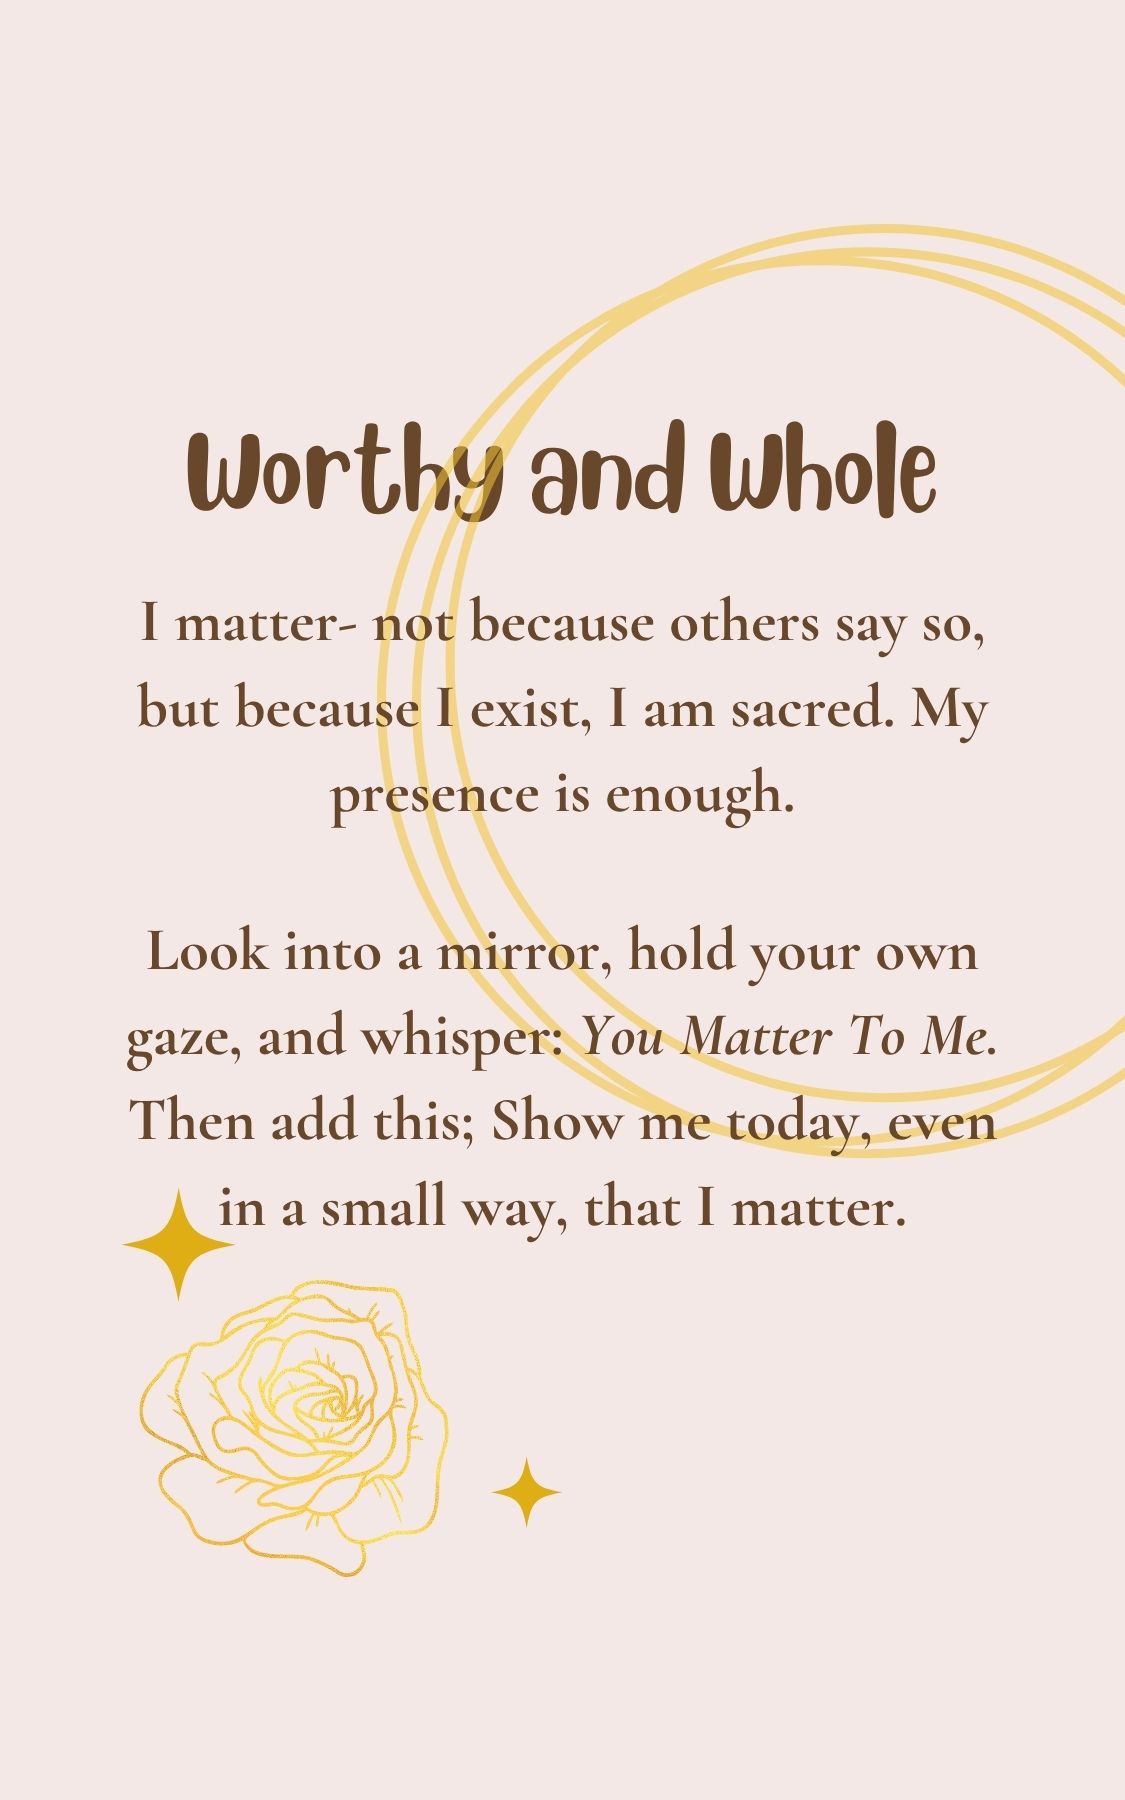 Worthy and Whole
I matter- not because others say so,
but because I exist, I am sacred. My
presence is enough.
Look into a mirror, hold your own
gaze, and whisper: You Matter To Me.
Then add this; Show me today, even
in a small way, that I matter.